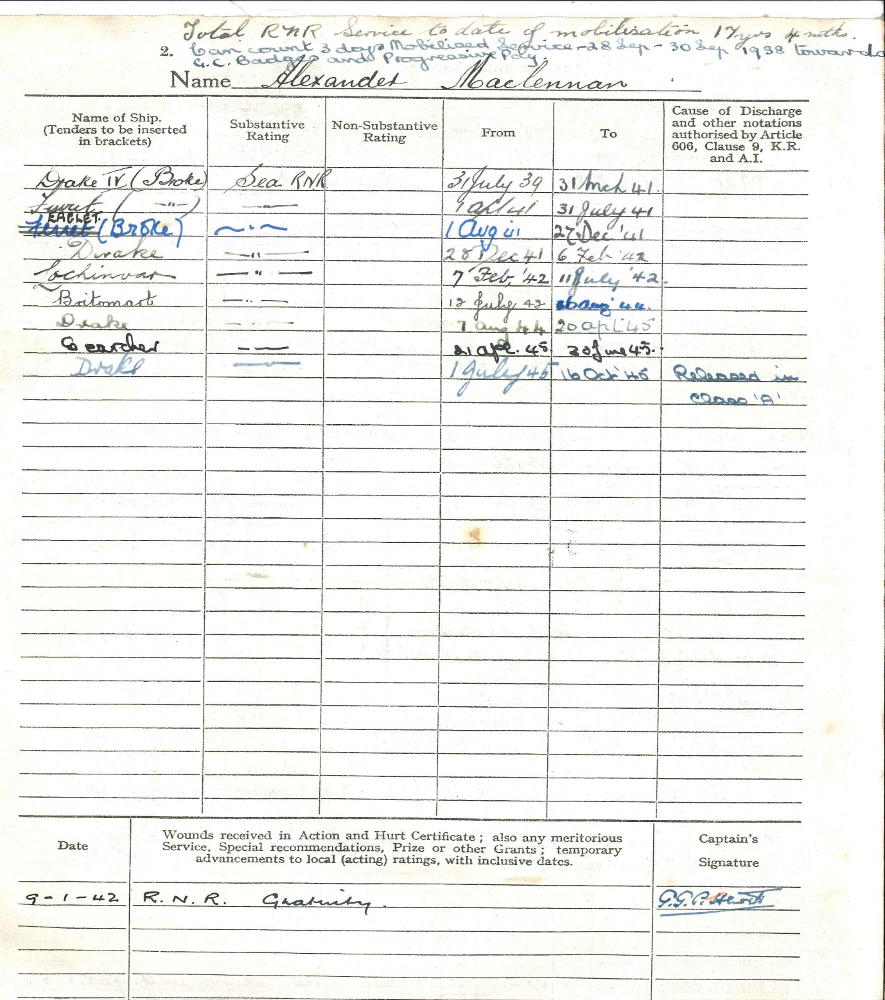 Total RNR Service to date of mobilisation 17 yrs 4 mths.
2. Can count 3 days Mobilised Service - 28 Sep - 30 Sep 1938 towards
G.C. Badges and Progressive Pay.
Name Alexander Maclennan
Name of Ship. (Tenders to be inserted in brackets) Substantive Rating Non-Substantive Rating From To Cause of Discharge and other notations authorised by Article 606, Clause 9, K.R. and A.I.
Drake IV (Broke) Sea RNR 31 July 39 31 Mch 41.
Ferret ( —"—) —"— 1 apl 41 31 July 41
EAGLET.
Ferret (Broke) —"— 1 Aug 41 27 Dec '41
Drake —"— 28 Dec 41 6 Feb '42
Lochinvar —"— 7 Feb, '42 11 July '42.
Britomart —"— 12 July 42 6 aug '44.
Drake —"— 7 aug 44 20 apl 45
Searcher —— 21 apl. 45 30 June 45.
Drake —— 1 July 45 16 Oct '45 Released in
Class 'A'
Date Wounds received in Action and Hurt Certificate ; also any meritorious Captain's
Service, Special recommendations, Prize or other Grants ; temporary
advancements to local (acting) ratings, with inclusive dates. Signature
9-1-42 R.N.R. Gratuity. G.G.P.